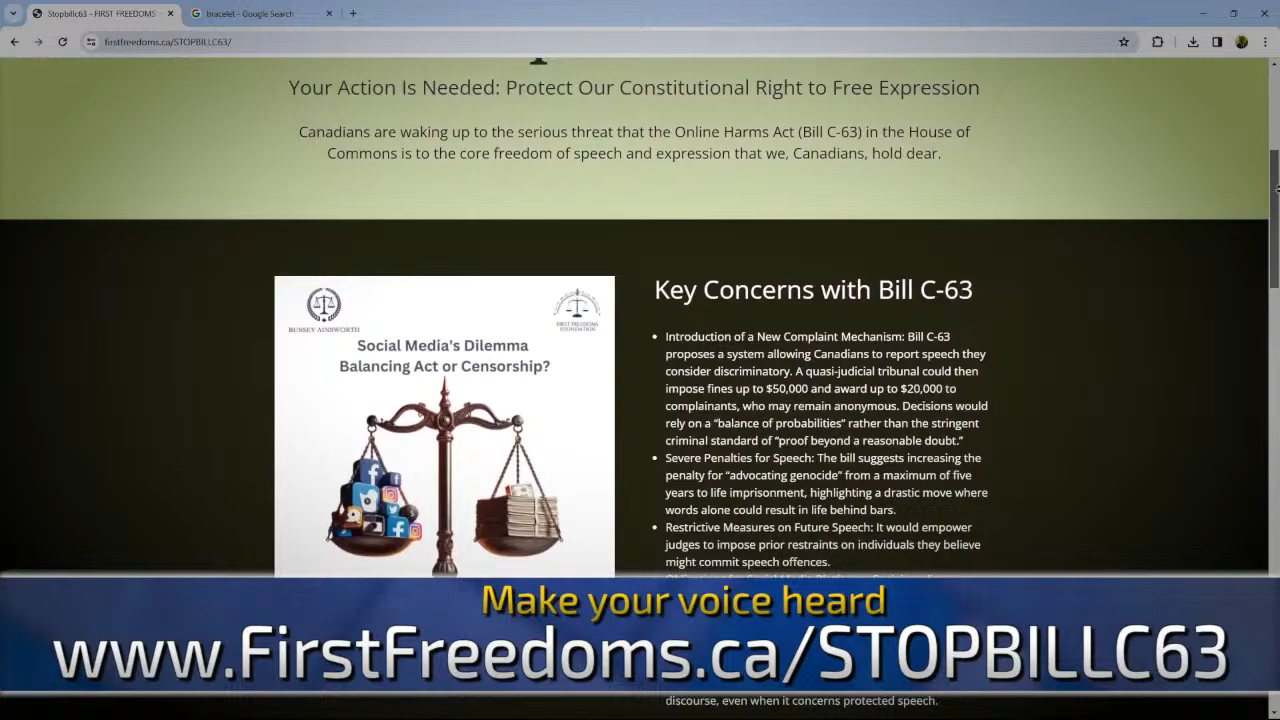 Stopbillc63 - FIRST FREEDOMS
bracelet - Google Search
firstfreedoms.ca/STOPBILLC63/
Your Action Is Needed: Protect Our Constitutional Right to Free Expression
Canadians are waking up to the serious threat that the Online Harms Act (Bill C-63) in the House of
Commons is to the core freedom of speech and expression that we, Canadians, hold dear.
BUSSEY AINSWORTH
FIRST FREEDOMS
FOUNDATION
Social Media's Dilemma
Balancing Act or Censorship?
Key Concerns with Bill C-63
• Introduction of a New Complaint Mechanism: Bill C-63
proposes a system allowing Canadians to report speech they
consider discriminatory. A quasi-judicial tribunal could then
impose fines up to $50,000 and award up to $20,000 to
complainants, who may remain anonymous. Decisions would
rely on a “balance of probabilities” rather than the stringent
criminal standard of “proof beyond a reasonable doubt.”
• Severe Penalties for Speech: The bill suggests increasing the
penalty for “advocating genocide” from a maximum of five
years to life imprisonment, highlighting a drastic move where
words alone could result in life behind bars.
• Restrictive Measures on Future Speech: It would empower
judges to impose prior restraints on individuals they believe
might commit speech offences.
Make your voice heard
www.FirstFreedoms.ca/STOPBILLC63
discourse, even when it concerns protected speech.